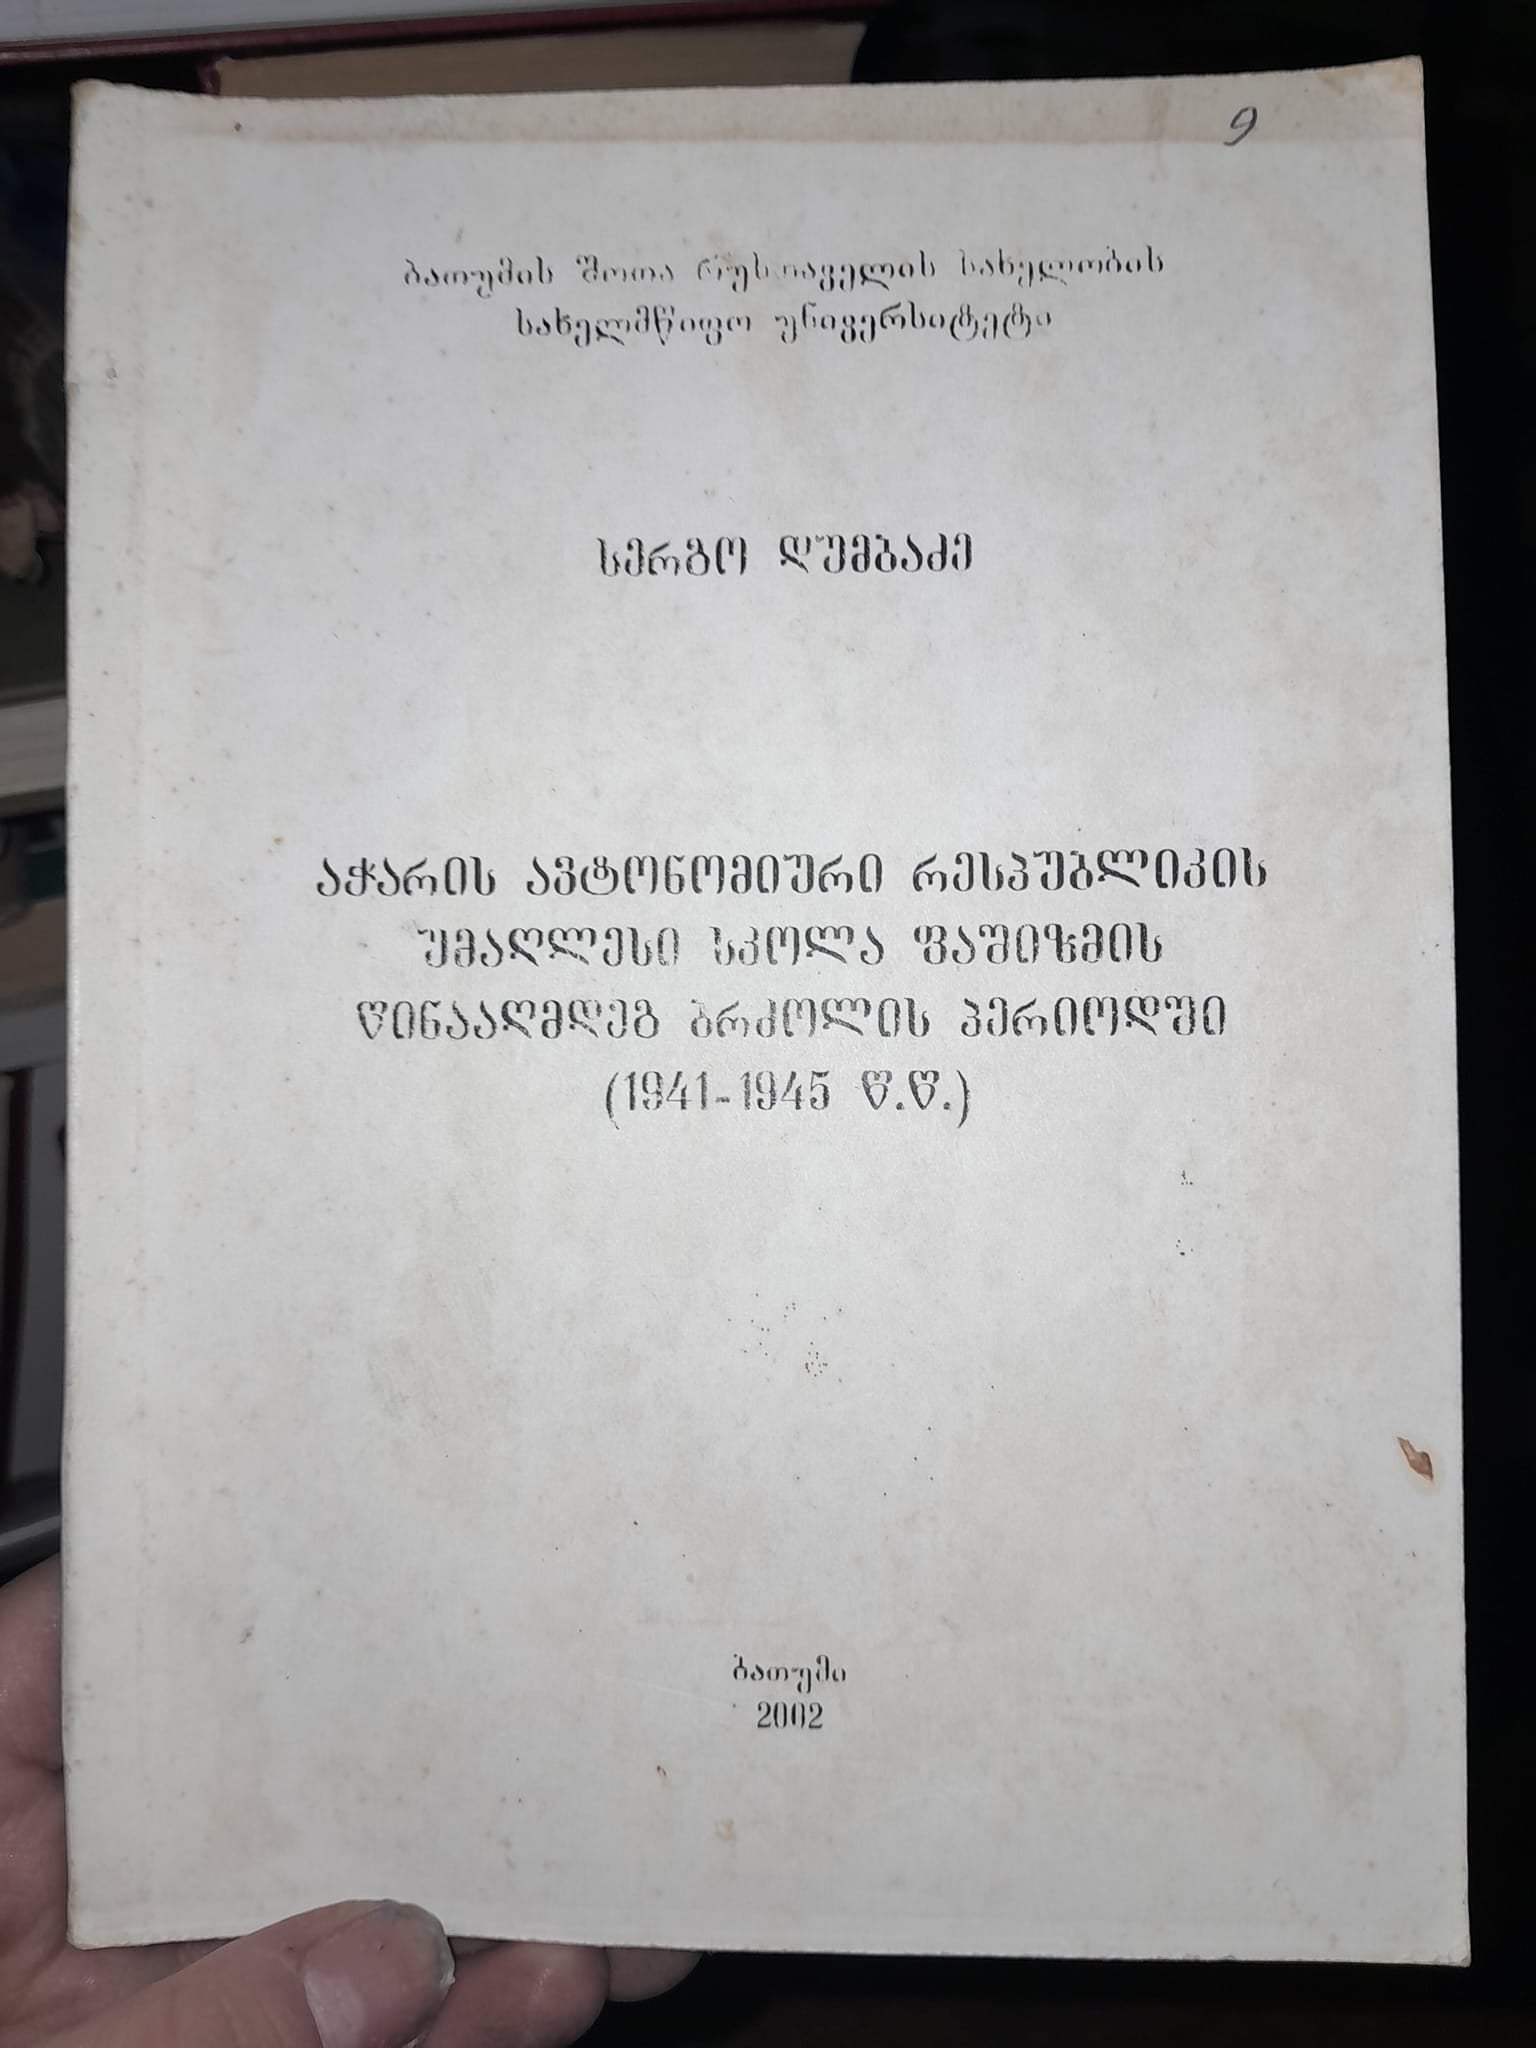 9
ბათუმის შოთა რუსთაველის სახელობის
სახელმწიფო უნივერსიტეტი
სერგო დუმბაძე
აჭარის ავტონომიური რესპუბლიკის
უმაღლესი სკოლა ფაშიზმის
წინააღმდეგ ბრძოლის პერიოდში
(1941-1945 წ.წ.)
ბათუმი
2002